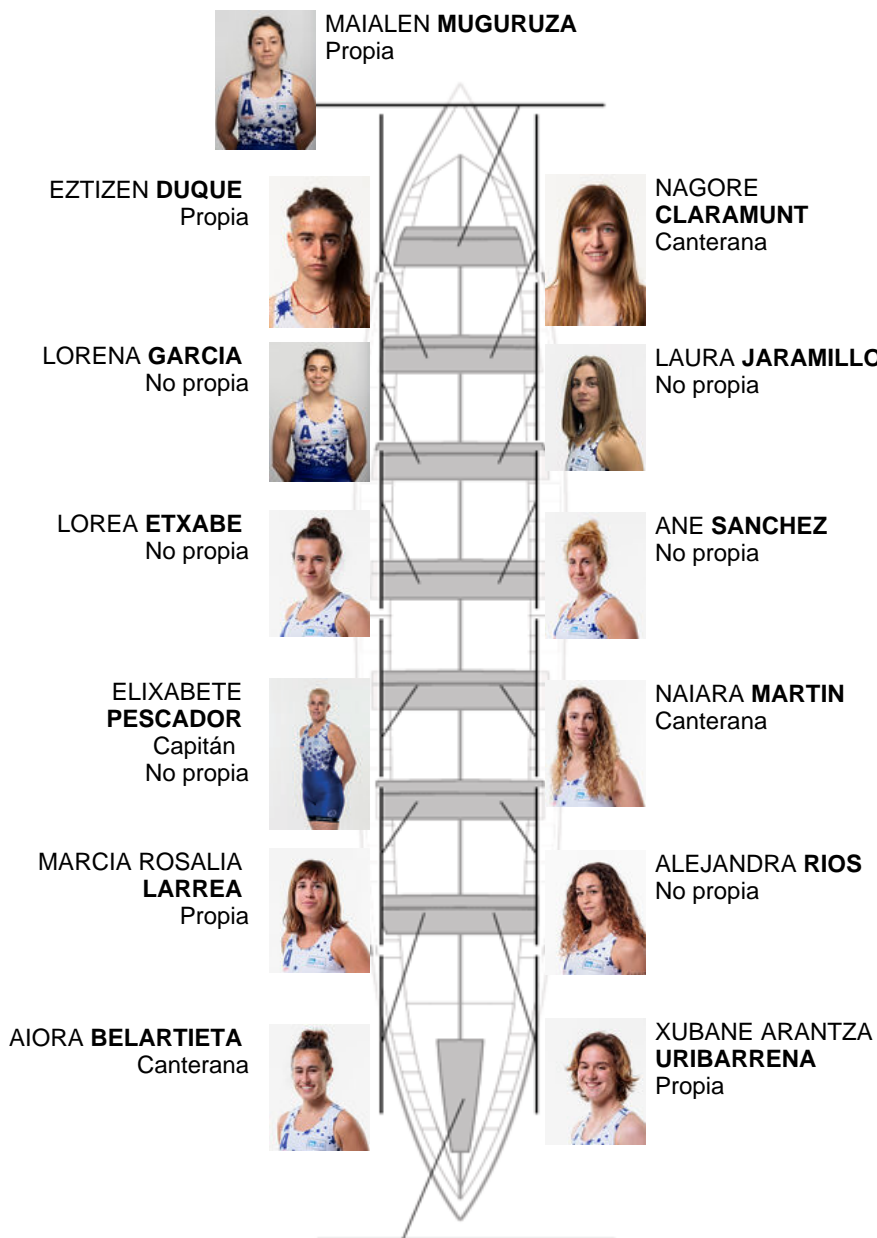 MAIALEN MUGURUZA
Propia
EZTIZEN DUQUE
Propia
NAGORE
CLARAMUNT
Canterana
LORENA GARCIA
No propia
LAURA JARAMILLO
No propia
LOREA ETXABE
No propia
ANE SANCHEZ
No propia
ELIXABETE
PESCADOR
Capitán
No propia
NAIARA MARTIN
Canterana
MARCIA ROSALIA
LARREA
Propia
ALEJANDRA RIOS
No propia
AIORA BELARTIETA
Canterana
XUBANE ARANTZA
URIBARRENA
Propia